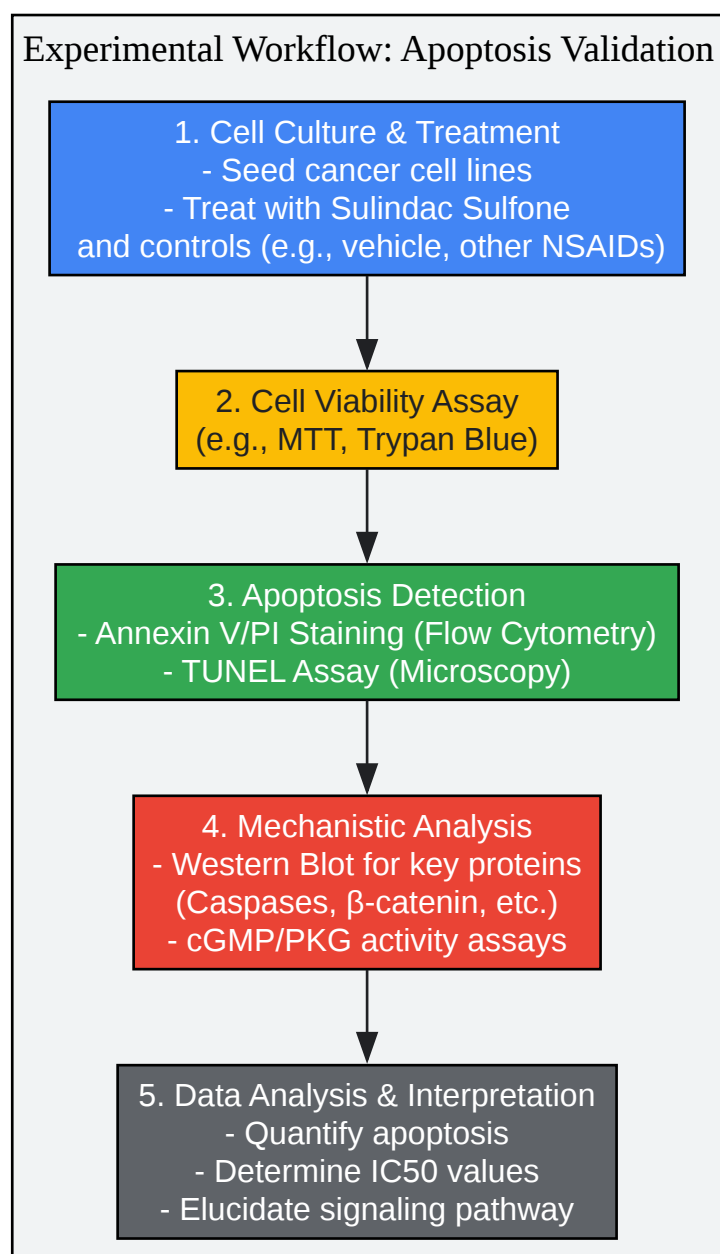 Experimental Workflow: Apoptosis Validation
1. Cell Culture & Treatment
- Seed cancer cell lines
- Treat with Sulindac Sulfone
and controls (e.g., vehicle, other NSAIDs)
2. Cell Viability Assay
(e.g., MTT, Trypan Blue)
3. Apoptosis Detection
- Annexin V/PI Staining (Flow Cytometry)
- TUNEL Assay (Microscopy)
4. Mechanistic Analysis
- Western Blot for key proteins
(Caspases, β-catenin, etc.)
- cGMP/PKG activity assays
5. Data Analysis & Interpretation
- Quantify apoptosis
- Determine IC50 values
- Elucidate signaling pathway